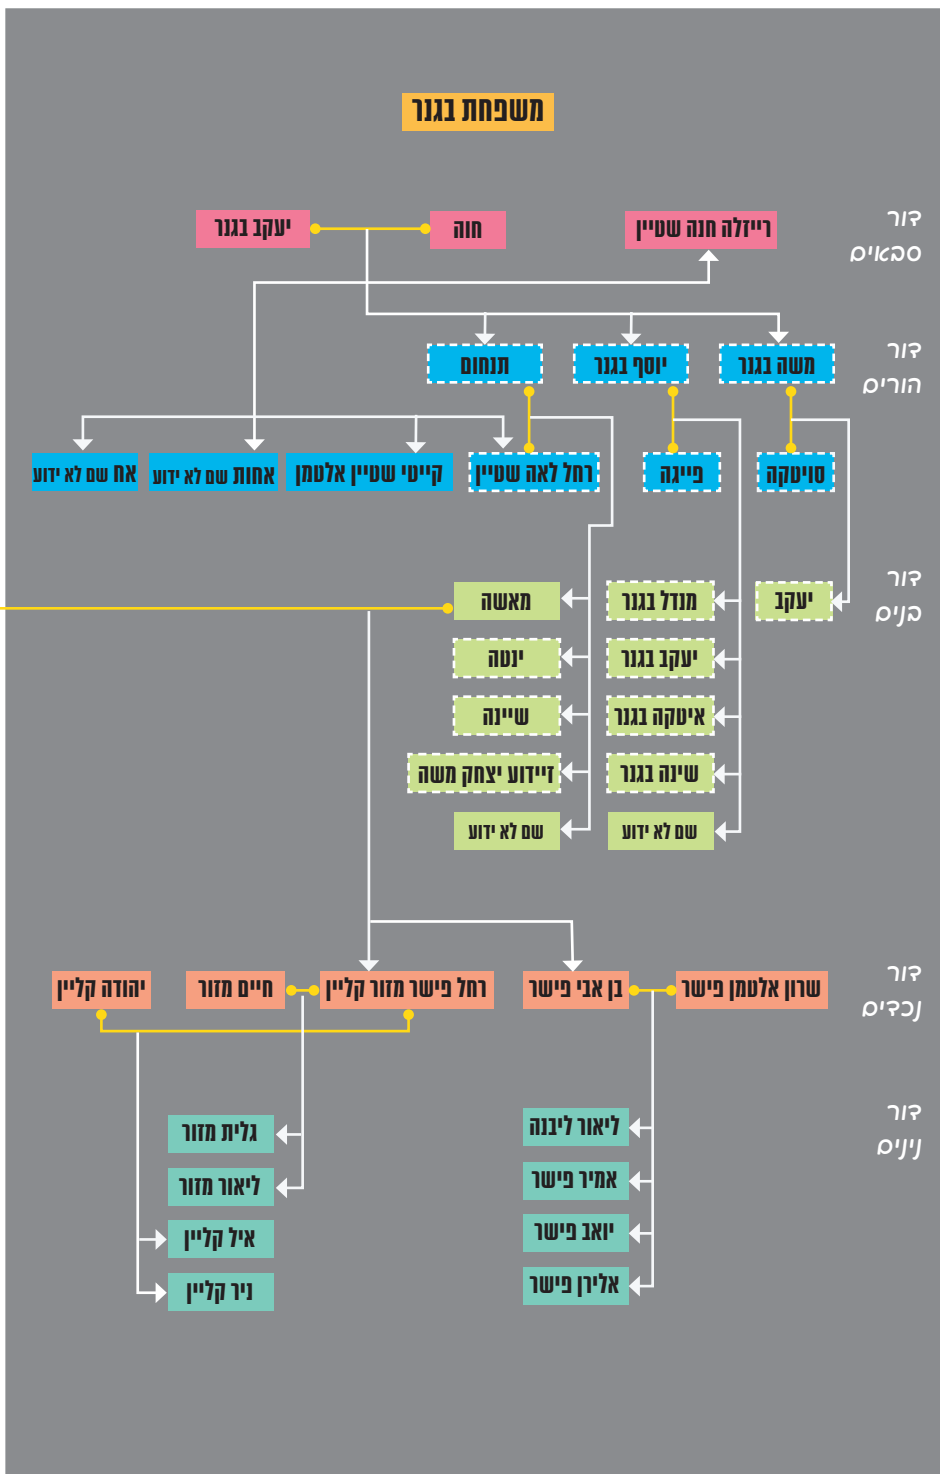 משפחת בגנר
דור
סבאים
רייזלה חנה שטיין
חוה
יעקב בגנר
דור
הורים
משה בגנר
יוסף בגנר
תנחום
סויטקה
פייגה
רחל לאה שטיין
קייטי שטיין אלטמן
אחות שם לא ידוע
אח שם לא ידוע
דור
בנים
יעקב
מנדל בגנר
מאשה
יעקב בגנר
ינטה
איטקה בגנר
שיינה
שינה בגנר
זיידוע יצחק משה
שם לא ידוע
שם לא ידוע
דור
נכדים
שרון אלטמן פישר
בן אבי פישר
רחל פישר מזור קליין
חיים מזור
יהודה קליין
דור
נינים
ליאור ליבנה
גלית מזור
אמיר פישר
ליאור מזור
יואב פישר
איל קליין
אלירן פישר
ניר קליין